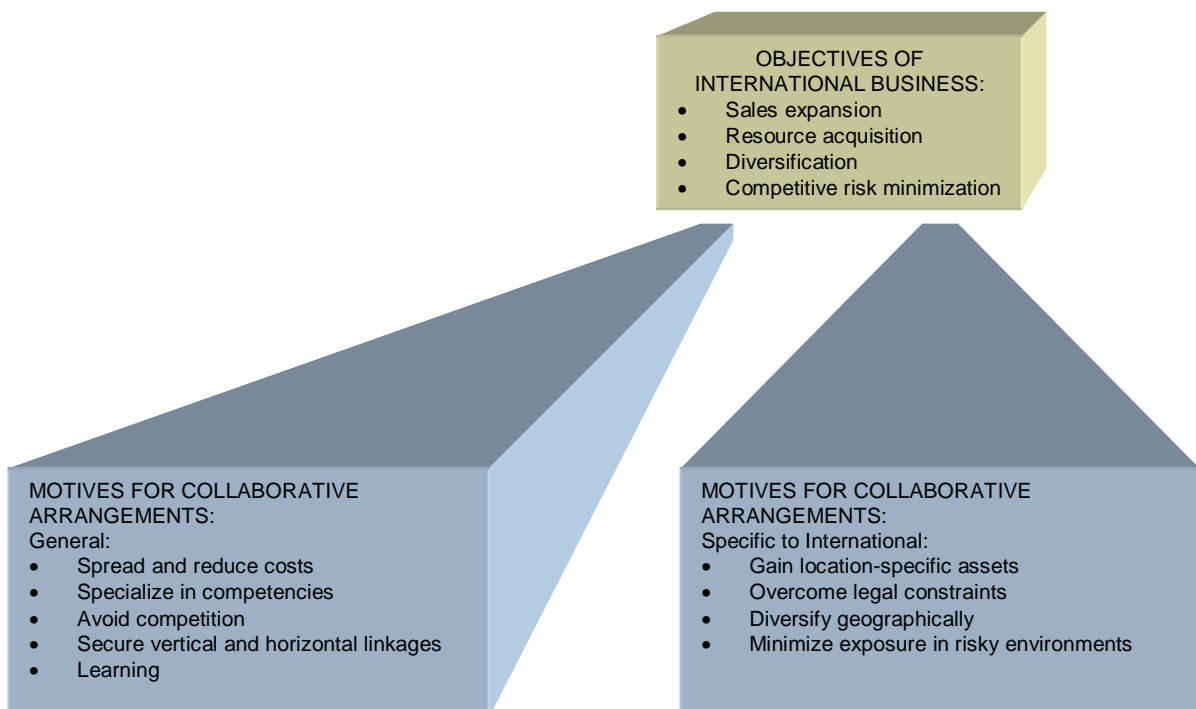 OBJECTIVES OF
INTERNATIONAL BUSINESS:
• Sales expansion
• Resource acquisition
• Diversification
• Competitive risk minimization
MOTIVES FOR COLLABORATIVE
ARRANGEMENTS:
General:
• Spread and reduce costs
• Specialize in competencies
• Avoid competition
• Secure vertical and horizontal linkages
• Learning
MOTIVES FOR COLLABORATIVE
ARRANGEMENTS:
Specific to International:
• Gain location-specific assets
• Overcome legal constraints
• Diversify geographically
• Minimize exposure in risky environments